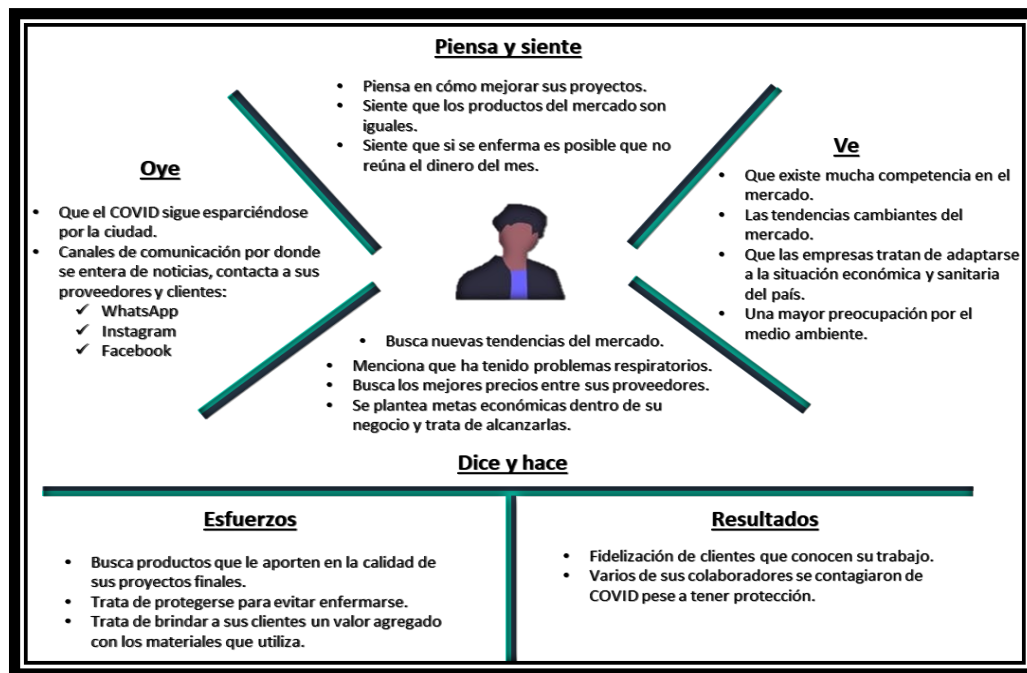 Piensa y siente
• Piensa en cómo mejorar sus proyectos.
• Siente que los productos del mercado son
iguales.
• Siente que si se enferma es posible que no
reúna el dinero del mes.
Oye
• Que el COVID sigue esparciéndose
por la ciudad.
• Canales de comunicación por donde
se entera de noticias, contacta a sus
proveedores y clientes:
✓ WhatsApp
✓ Instagram
✓ Facebook
Ve
• Que existe mucha competencia en el
mercado.
• Las tendencias cambiantes del
mercado.
• Que las empresas tratan de adaptarse
a la situación económica y sanitaria
del país.
• Una mayor preocupación por el
medio ambiente.
• Busca nuevas tendencias del mercado.
• Menciona que ha tenido problemas respiratorios.
• Busca los mejores precios entre sus proveedores.
• Se plantea metas económicas dentro de su
negocio y trata de alcanzarlas.
Dice y hace
Esfuerzos
• Busca productos que le aporten en la calidad de
sus proyectos finales.
• Trata de protegerse para evitar enfermarse.
• Trata de brindar a sus clientes un valor agregado
con los materiales que utiliza.
Resultados
• Fidelización de clientes que conocen su trabajo.
• Varios de sus colaboradores se contagiaron de
COVID pese a tener protección.